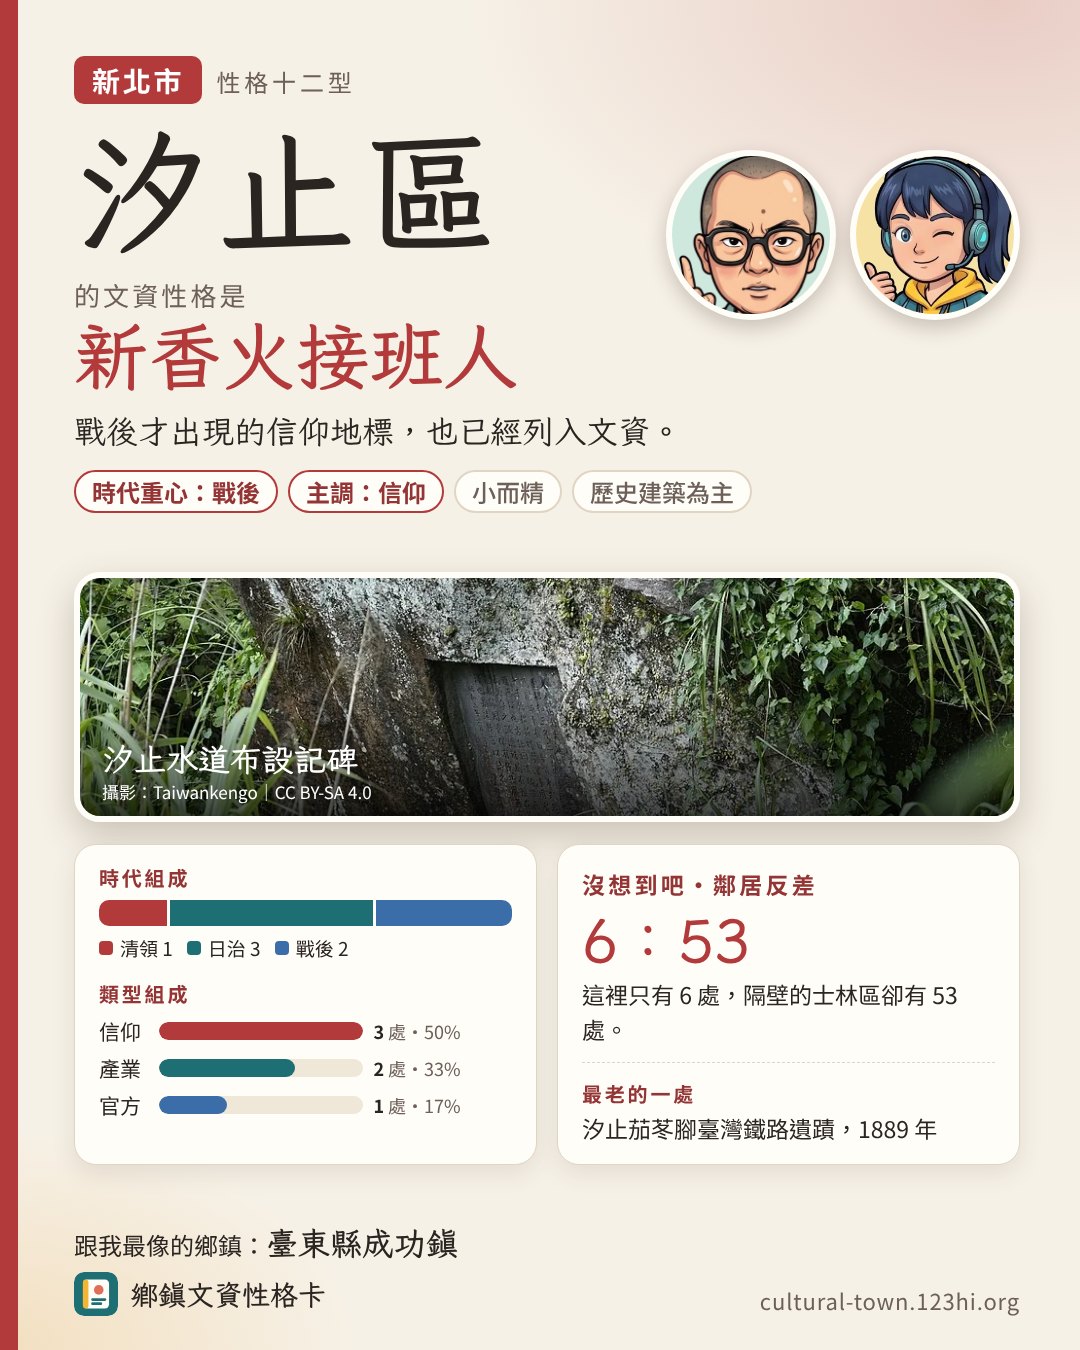 新北市 性格十二型
汐止區
的文資性格是
新香火接班人
戰後才出現的信仰地標，也已經列入文資。
時代重心：戰後 主調：信仰 小而精 歷史建築為主
汐止水道布設記碑
攝影：Taiwankengo｜CC BY-SA 4.0
時代組成
清領 1 日治 3 戰後 2
類型組成
信仰 3 處・50%
產業 2 處・33%
官方 1 處・17%
沒想到吧・鄰居反差
6：53
這裡只有 6 處，隔壁的士林區卻有 53
處。
最老的一處
汐止茄苳腳臺灣鐵路遺蹟，1889 年
跟我最像的鄉鎮：臺東縣成功鎮
鄉鎮文資性格卡
cultural-town.123hi.org